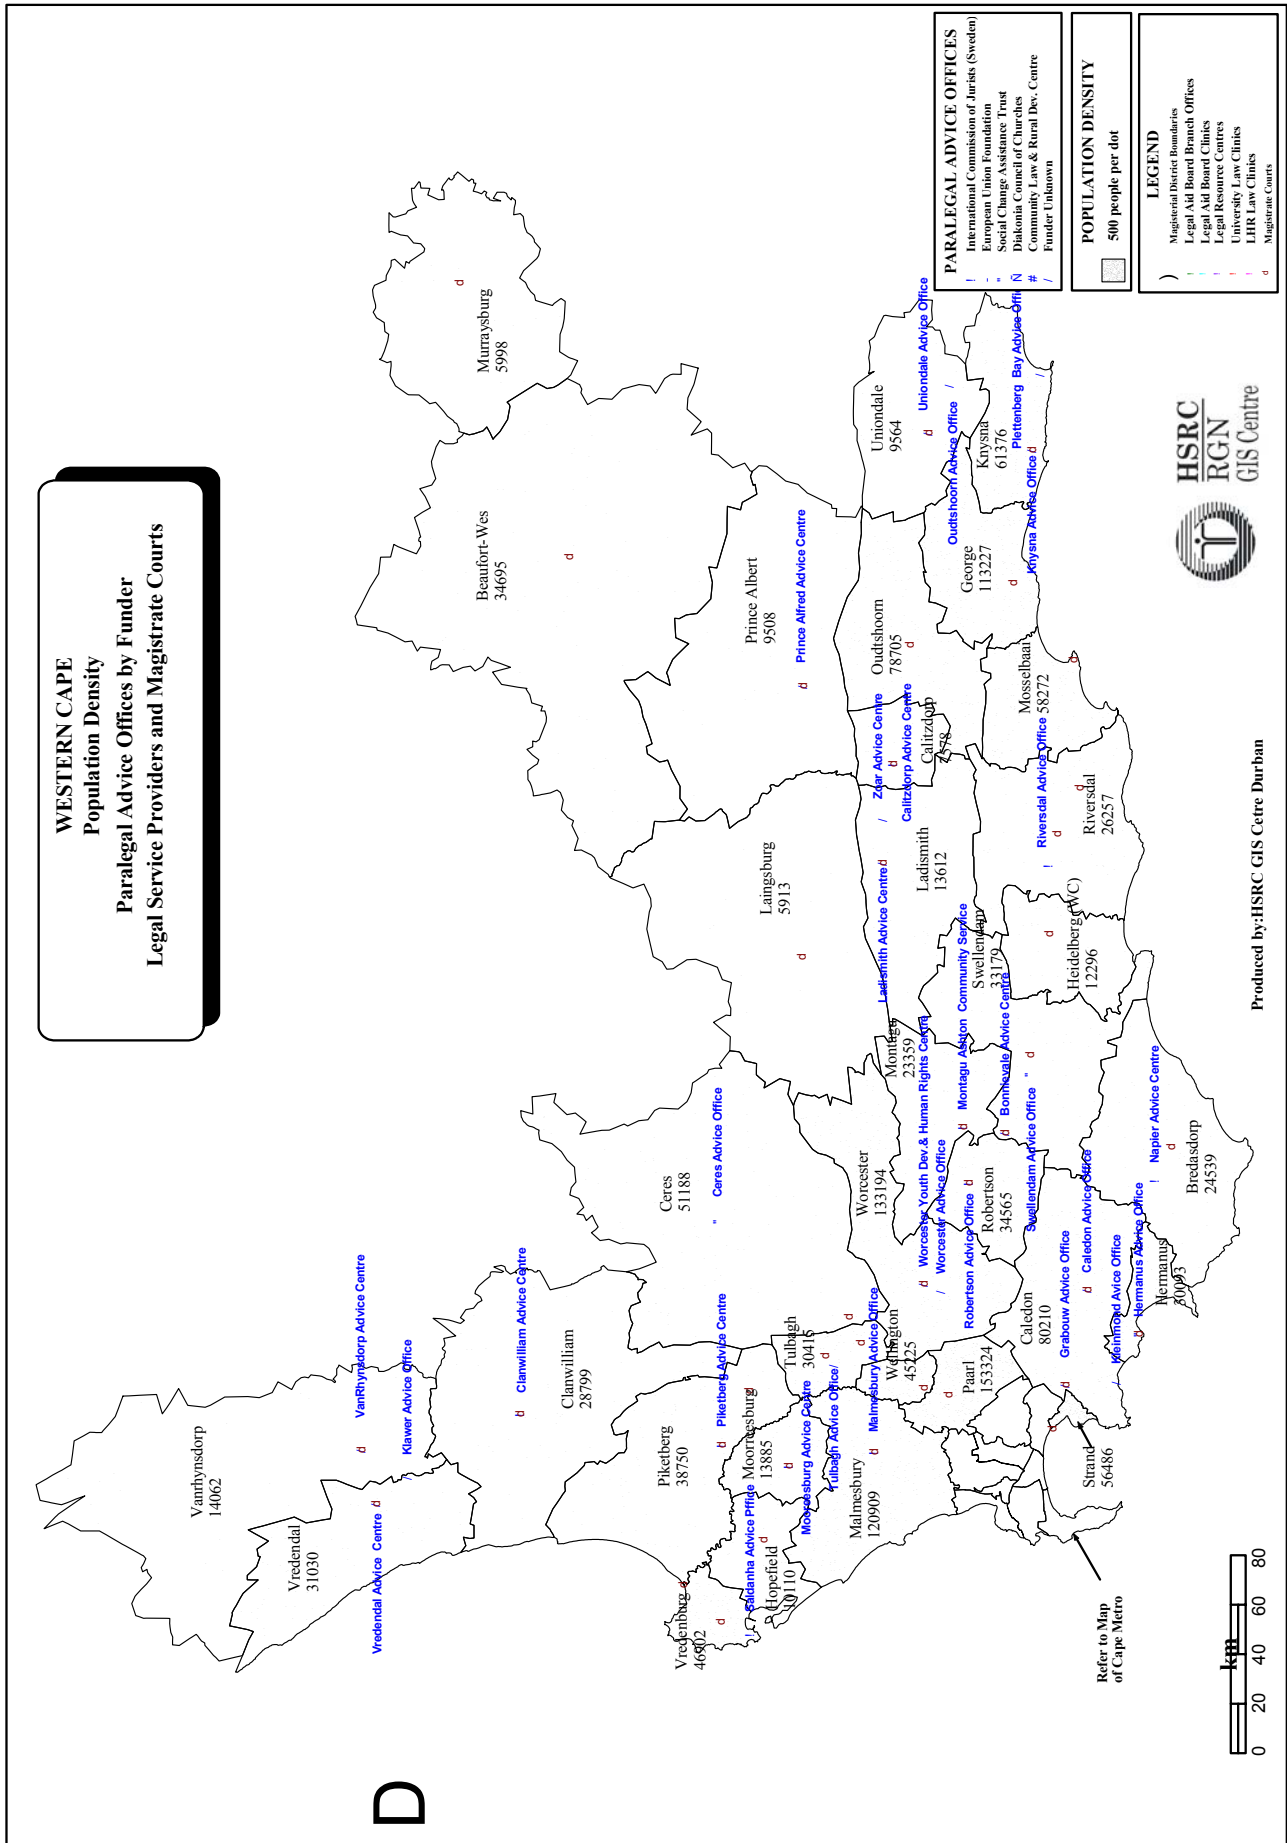 WESTERN CAPE
Population Density
Paralegal Advice Offices by Funder
Legal Service Providers and Magistrate Courts
PARALEGAL ADVICE OFFICES
! International Commission of Jurists (Sweden)
- European Union Foundation
" Social Change Assistance Trust
Ñ Diakonia Council of Churches
# Community Law & Rural Dev. Centre
/ Funder Unknown
POPULATION DENSITY
500 people per dot
LEGEND
) Magisterial District Boundaries
! Legal Aid Board Branch Offices
! Legal Aid Board Clinics
! Legal Resource Centres
! University Law Clinics
! LHR Law Clinics
d Magistrate Courts
Murraysburg
5998
Beaufort-Wes
34695
Prince Albert
9508
Prince Alfred Advice Centre
Laingsburg
5913
Uniondale
9564
Uniondale Advice Office
Oudtshoorn Advice Office
Knysna
61376
Plettenberg Bay Advice Offi
Knysna Advise Office
George
113227
Oudtshoorn
78705
Mosselbaai
58272
Calitzdorp
7578
Zoar Advice Centre
Calitzdorp Advice Centre
Ladismith
13612
Ladismith Advice Centre
Riversdal Advice Office
Riversdal
26257
Heidelberg (WC)
12296
Swellendam
33179
Montagu Ashton Community Service
Bonnievale Advice Centre
Montagu
23359
Worcester Youth Dev.& Human Rights Centre
Worcester Advice Office
Worcester
133194
Robertson Advice Office
Robertson
34565
Swellendam Advice Office
Napier Advice Centre
Bredasdorp
24539
Caledon Advice Office
Hermanus Advice Office
Hermanus
30093
Grabouw Advice Office
Kleinmond Avice Office
Caledon
80210
Ceres
51188
Ceres Advice Office
VanRhynsdorp Advice Centre
Klawer Advice Office
Vanrhynsdorp
14062
Vredendal
31030
Vredendal Advice Centre
Clanwilliam Advice Centre
Clanwilliam
28799
Piketberg
38750
Piketberg Advice Centre
Tulbagh
30415
Wellington
45225
Malmesbury Advice Office
Paarl
153324
Moorreesburg
13885
Mooreesburg Advice Centre
Tulbagh Advice Office
Malmesbury
120909
Saldanha Advice Pffice
Hopefield
10110
Vredenburg
46902
Strand
56486
Refer to Map
of Cape Metro
km
0 20 40 60 80
Produced by:HSRC GIS Cetre Durban
HSRC
RGN
GIS Centre
D